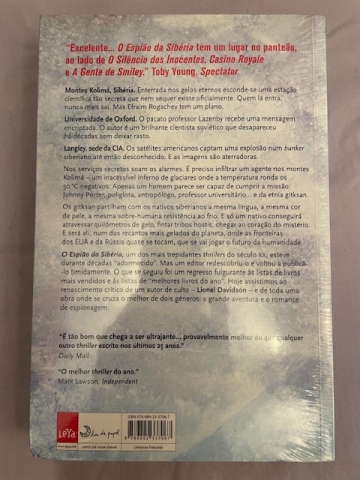 "Excelente... O Espião da Sibéria tem um lugar no panteão,
ao lado de O Silêncio dos Inocentes, Casino Royale
e A Gente de Smiley." Toby Young, Spectator
Montes Kolimá, Sibéria. Enterrada nos gelos eternos esconde-se uma estação
científica tão secreta que nem sequer existe oficialmente. Quem lá entra,
nunca mais sai. Mas Efraim Rogachev tem um plano.
Universidade de Oxford. O pacato professor Lazenby recebe uma mensagem
encriptada. O autor é um brilhante cientista soviético que desapareceu
há décadas sem deixar rasto.
Langley, sede da CIA. Os satélites americanos captam uma explosão num bunker
siberiano até então desconhecido. E as imagens são aterradoras.
Nos serviços secretos soam os alarmes. É preciso infiltrar um agente nos montes
Kolimá – um inacessível inferno de glaciares onde a temperatura ronda os
50 °C negativos. Apenas um homem parece ser capaz de cumprir a missão:
Johnny Porter, poliglota, antropólogo, professor universitário... e da etnia gitksan.
Os gitksan partilham com os nativos siberianos a mesma língua, a mesma cor
de pele, a mesma sobre-humana resistência ao frio. E só um nativo conseguirá
atravessar quilómetros de gelo, fintar tribos hostis, chegar ao coração do mistério.
E será ali, num dos recantos mais gelados do planeta, onde as fronteiras
dos EUA e da Rússia quase se tocam, que se vai jogar o futuro da humanidade.
O Espião da Sibéria, um dos mais trepidantes thrillers do século XX, esteve
durante décadas "adormecido". Mas um editor redescobriu-o e voltou a publicá-
-lo timidamente. O que se seguiu foi um regresso fulgurante às listas de livros
mais vendidos e às listas de "melhores livros do ano". Hoje assistimos ao
renascimento crítico de um autor de culto – Lionel Davidson – e de toda uma
obra onde se cruza o melhor de dois géneros: a grande aventura e o romance
de espionagem.
"É tão bom que chega a ser ultrajante... provavelmente melhor do que qualquer
outro thriller escrito nos últimos 25 anos."
Daily Mail
"O melhor thriller do ano."
Mark Lawson, Independent
LeYa
lua de papel
Literatura Traduzida